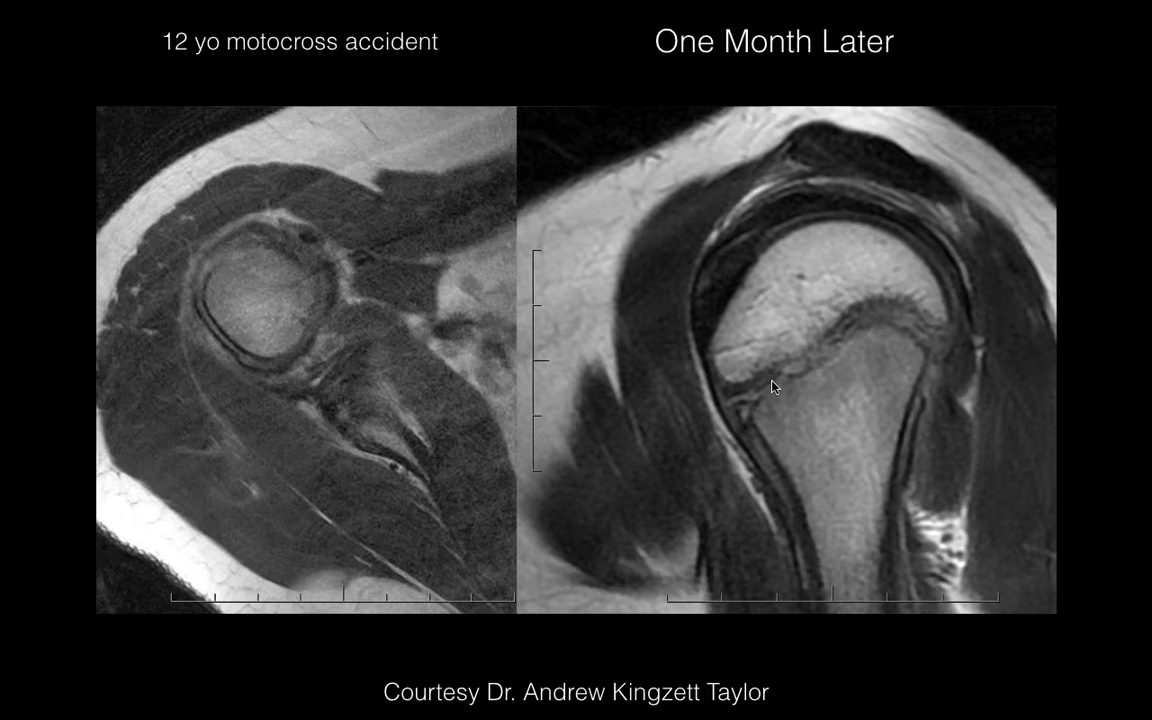 12 yo motocross accident
One Month Later
Courtesy Dr. Andrew Kingzett Taylor